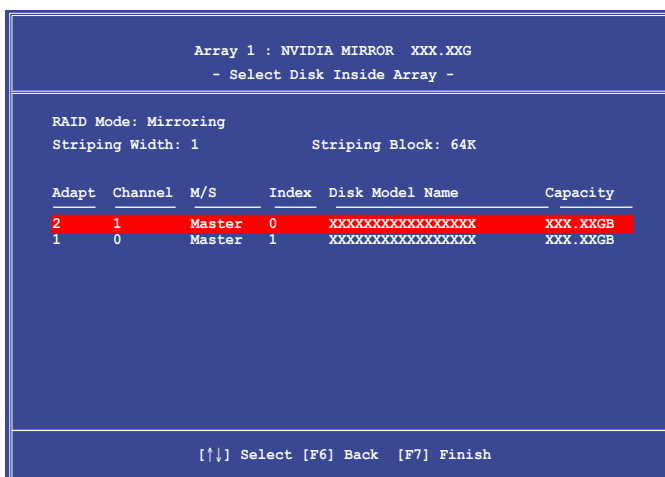 Array 1 : NVIDIA MIRROR XXX.XXG
- Select Disk Inside Array -
RAID Mode: Mirroring
Striping Width: 1 Striping Block: 64K
Adapt Channel M/S Index Disk Model Name Capacity
2 1 Master 0 XXXXXXXXXXXXXXXXX XXX.XXGB
1 0 Master 1 XXXXXXXXXXXXXXXXX XXX.XXGB
[↑↓] Select [F6] Back [F7] Finish